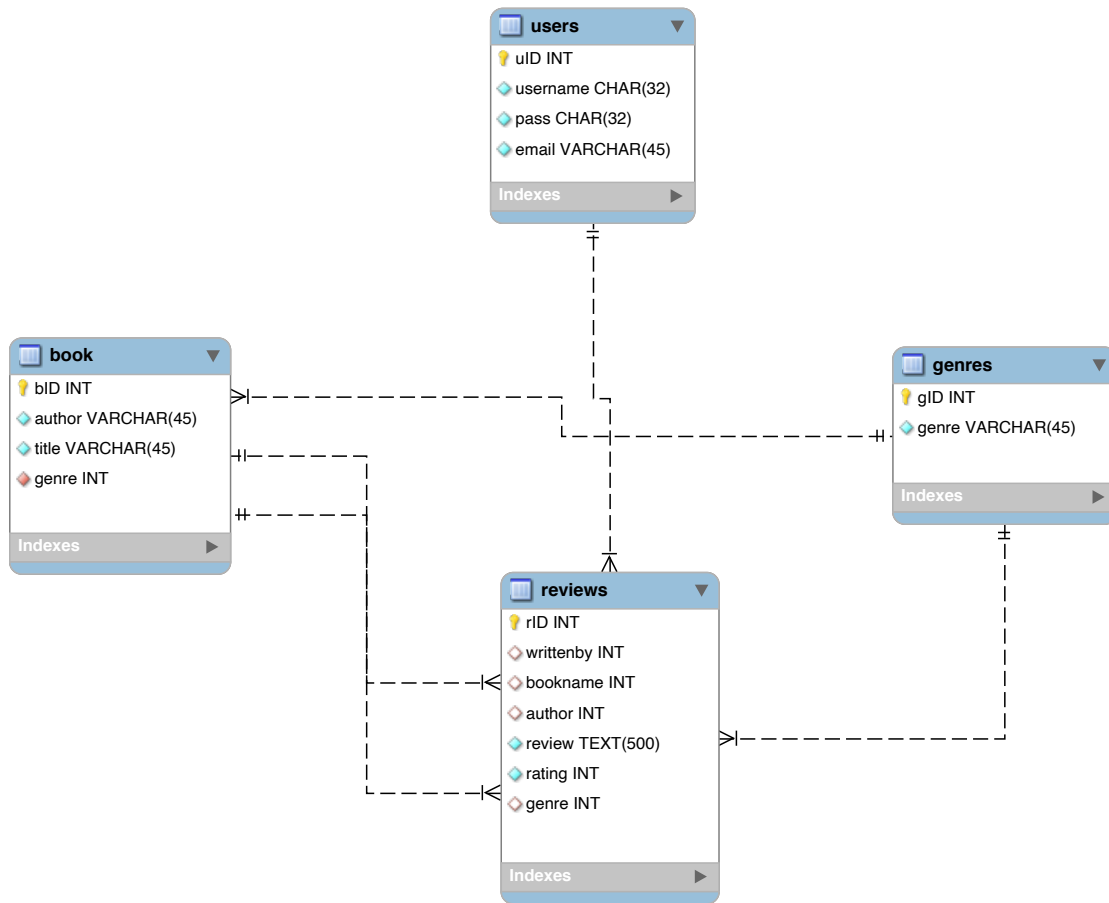 users
uID INT
username CHAR(32)
pass CHAR(32)
email VARCHAR(45)
Indexes
book
bID INT
author VARCHAR(45)
title VARCHAR(45)
genre INT
Indexes
genres
gID INT
genre VARCHAR(45)
Indexes
reviews
rID INT
writtenby INT
bookname INT
author INT
review TEXT(500)
rating INT
genre INT
Indexes